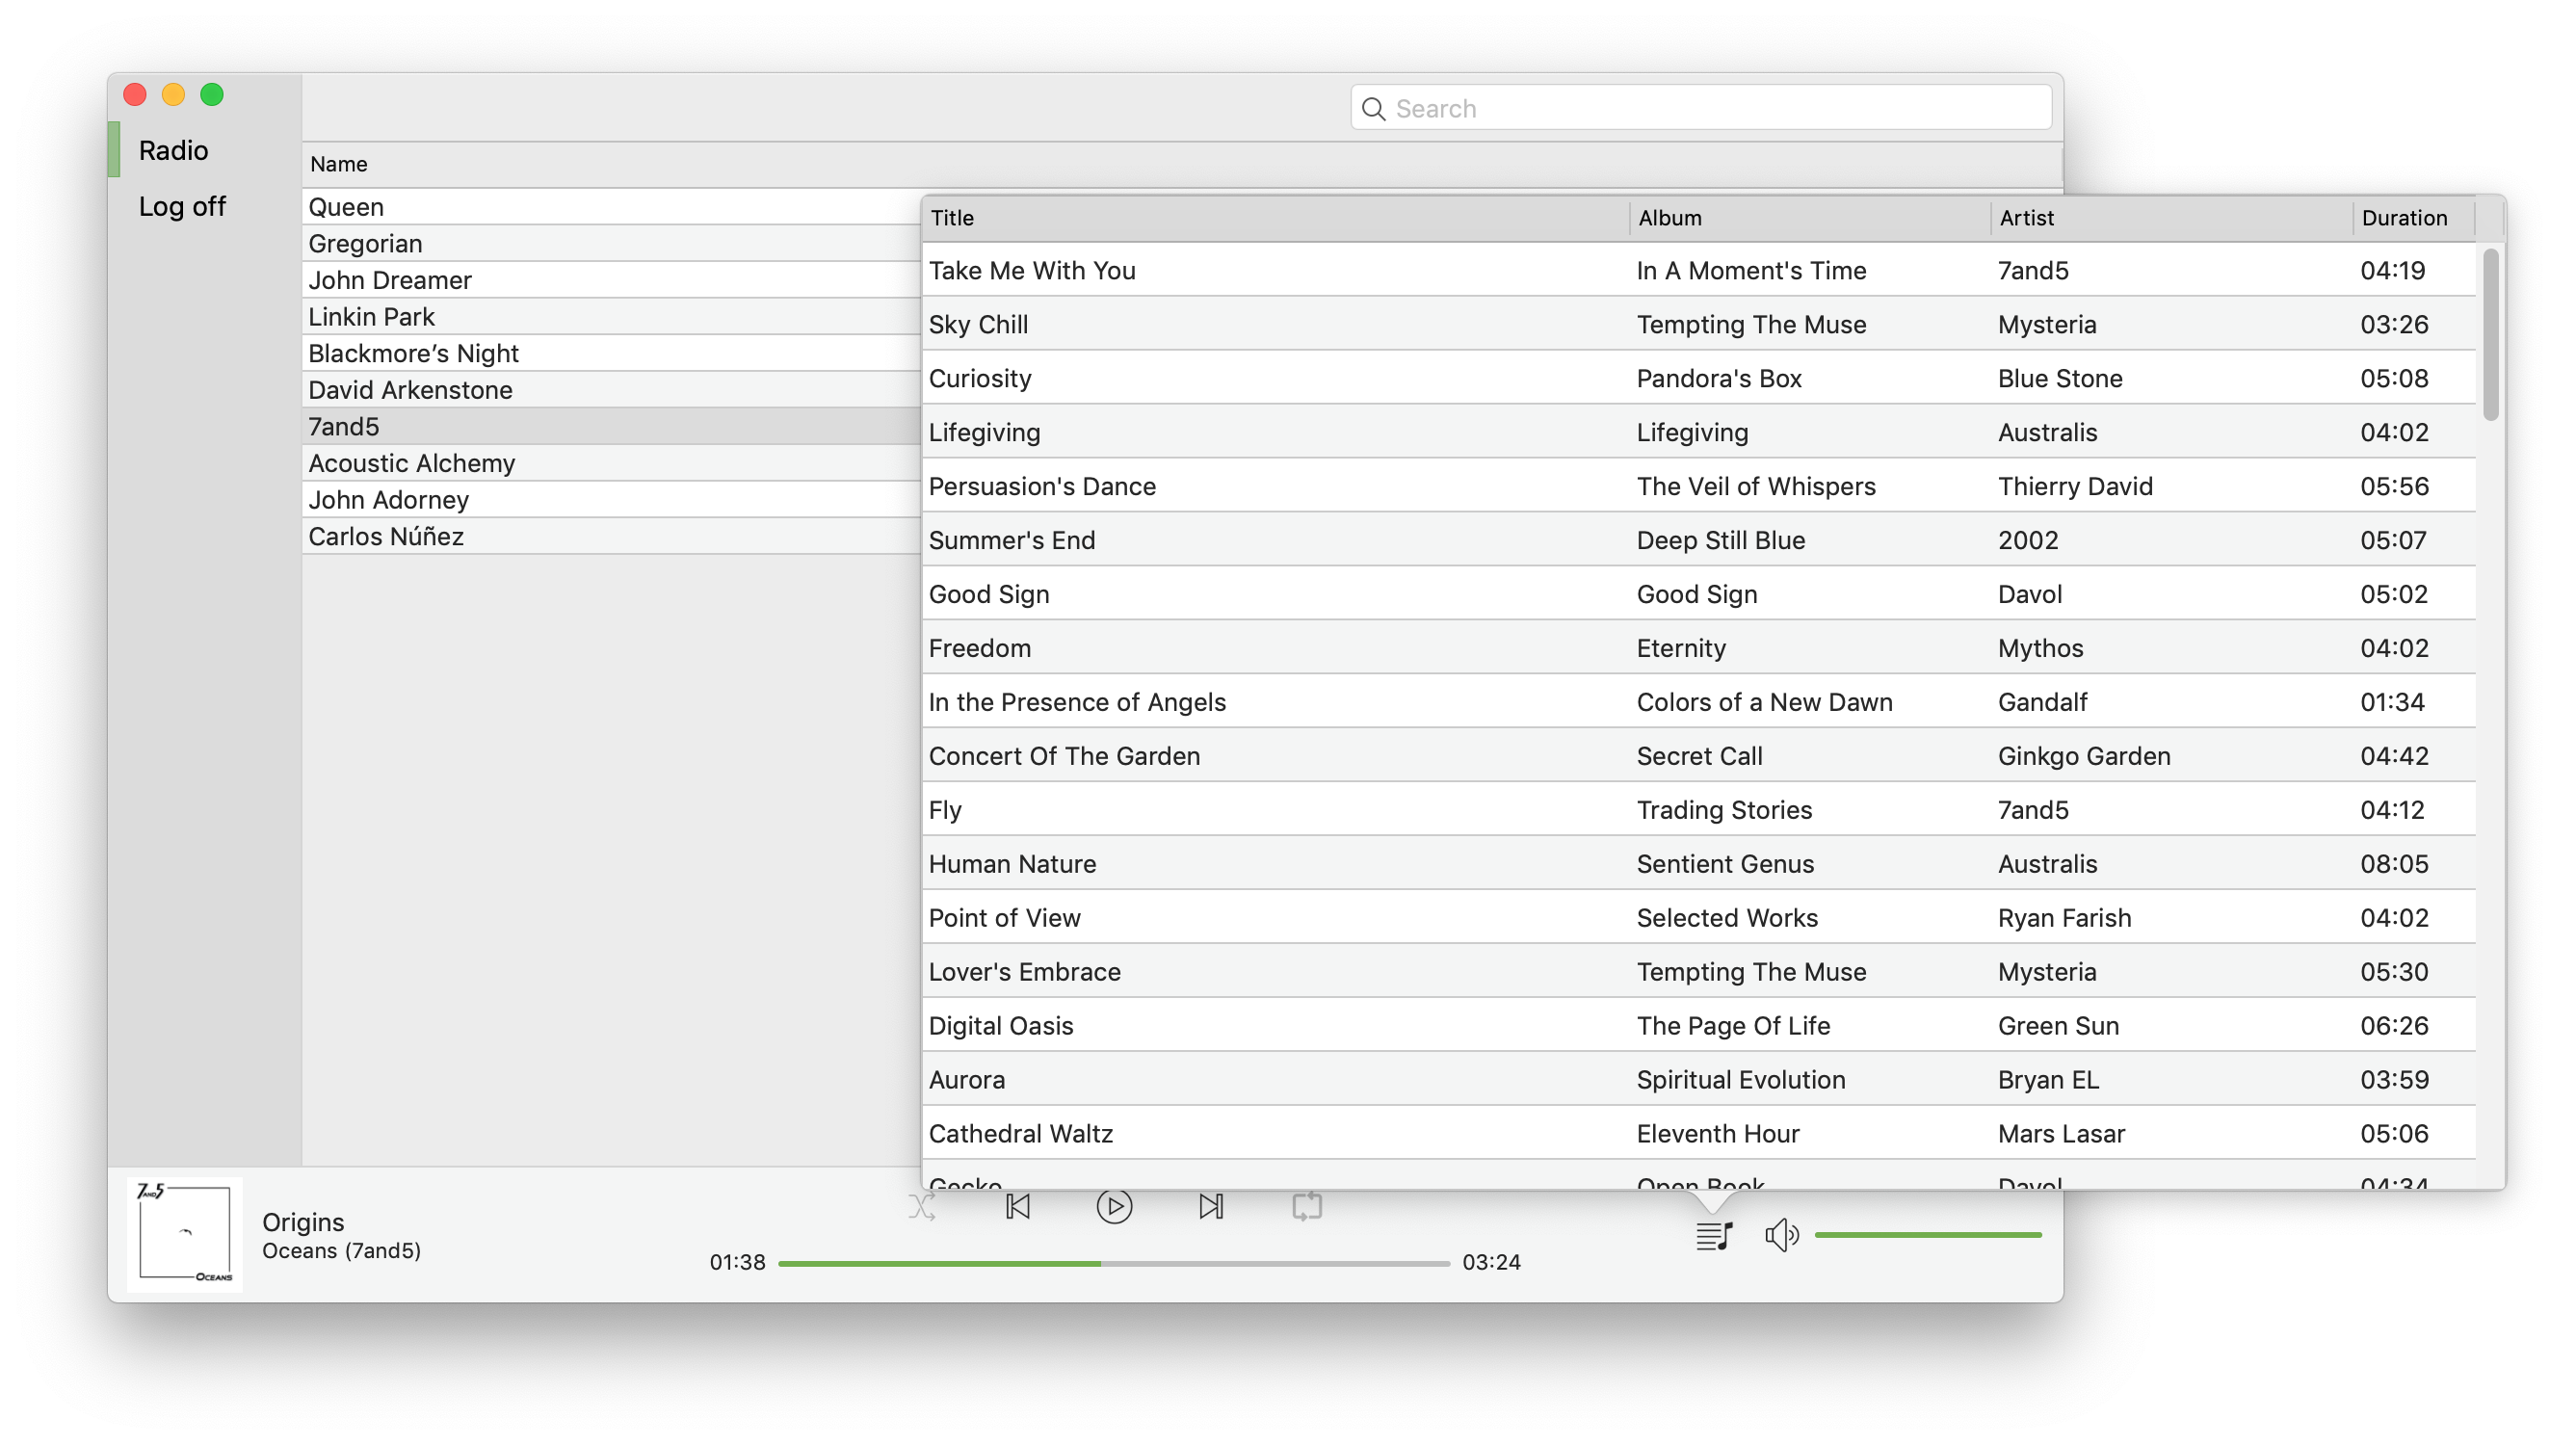 Search
Radio
Log off
Name
Queen
Gregorian
John Dreamer
Linkin Park
Blackmore’s Night
David Arkenstone
7and5
Acoustic Alchemy
John Adorney
Carlos Núñez
Title Album Artist Duration
Take Me With You In A Moment's Time 7and5 04:19
Sky Chill Tempting The Muse Mysteria 03:26
Curiosity Pandora's Box Blue Stone 05:08
Lifegiving Lifegiving Australis 04:02
Persuasion's Dance The Veil of Whispers Thierry David 05:56
Summer's End Deep Still Blue 2002 05:07
Good Sign Good Sign Davol 05:02
Freedom Eternity Mythos 04:02
In the Presence of Angels Colors of a New Dawn Gandalf 01:34
Concert Of The Garden Secret Call Ginkgo Garden 04:42
Fly Trading Stories 7and5 04:12
Human Nature Sentient Genus Australis 08:05
Point of View Selected Works Ryan Farish 04:02
Lover's Embrace Tempting The Muse Mysteria 05:30
Digital Oasis The Page Of Life Green Sun 06:26
Aurora Spiritual Evolution Bryan EL 03:59
Cathedral Waltz Eleventh Hour Mars Lasar 05:06
Gecko Open Book Davol 04:34
7AND5
OCEANS
Origins
Oceans (7and5)
01:38 03:24